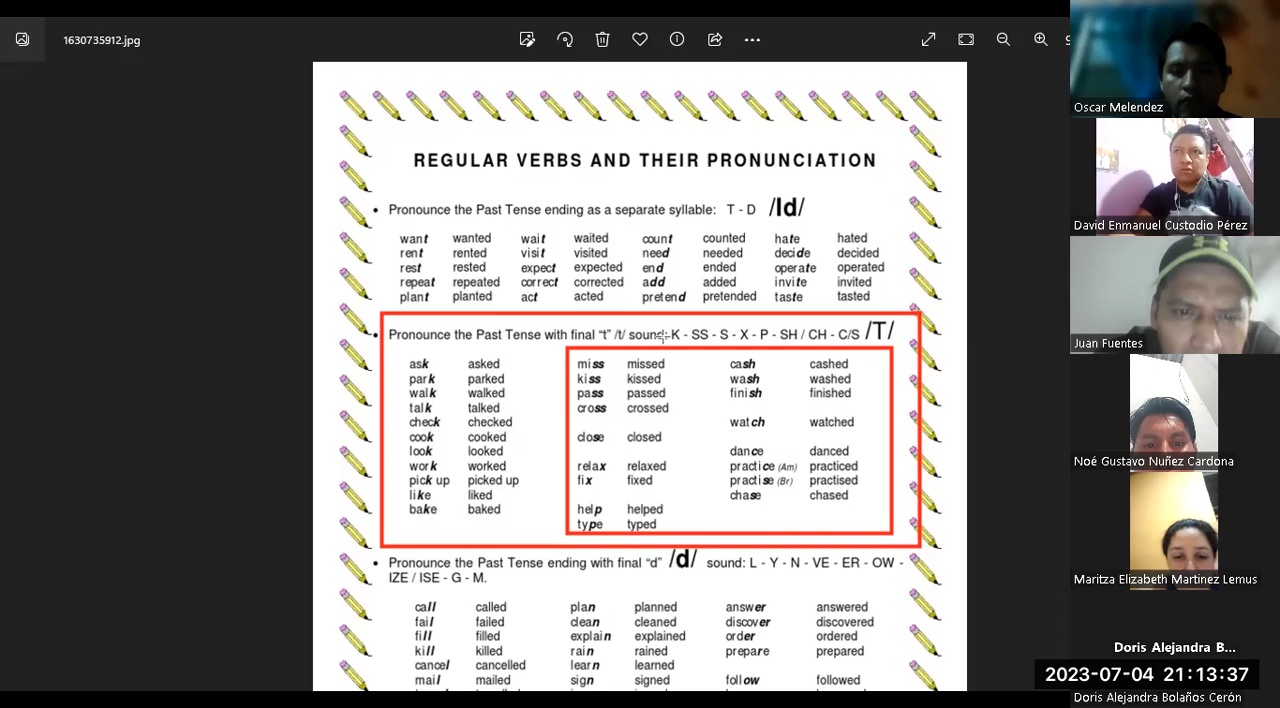 1630735912.jpg
REGULAR VERBS AND THEIR PRONUNCIATION
• Pronounce the Past Tense ending as a separate syllable: T - D /Id/
want wanted wait waited count counted hate hated
rent rented visit visited need needed decide decided
rest rested expect expected end ended operate operated
repeat repeated correct corrected add added invite invited
plant planted act acted pretend pretended taste tasted
• Pronounce the Past Tense with final “t” /t/ sound: K - SS - S - X - P - SH / CH - C/S /T/
ask asked miss missed cash cashed
park parked kiss kissed wash washed
walk walked pass passed finish finished
talk talked cross crossed
check checked watch watched
cook cooked close closed
look looked dance danced
work worked relax relaxed practice (Am) practiced
pick up picked up fix fixed practise (Br) practised
like liked chase chased
bake baked help helped
type typed
• Pronounce the Past Tense ending with final “d” /d/ sound: L - Y - N - VE - ER - OW -
IZE / ISE - G - M.
call called plan planned answer answered
fail failed clean cleaned discover discovered
fill filled explain explained order ordered
kill killed rain rained prepare prepared
cancel cancelled learn learned
mail mailed sign signed follow followed
Oscar Melendez
David Enmanuel Custodio Pérez
Juan Fuentes
Noé Gustavo Nuñez Cardona
Maritza Elizabeth Martinez Lemus
Doris Alejandra B...
2023-07-04 21:13:37
Doris Alejandra Bolaños Cerón